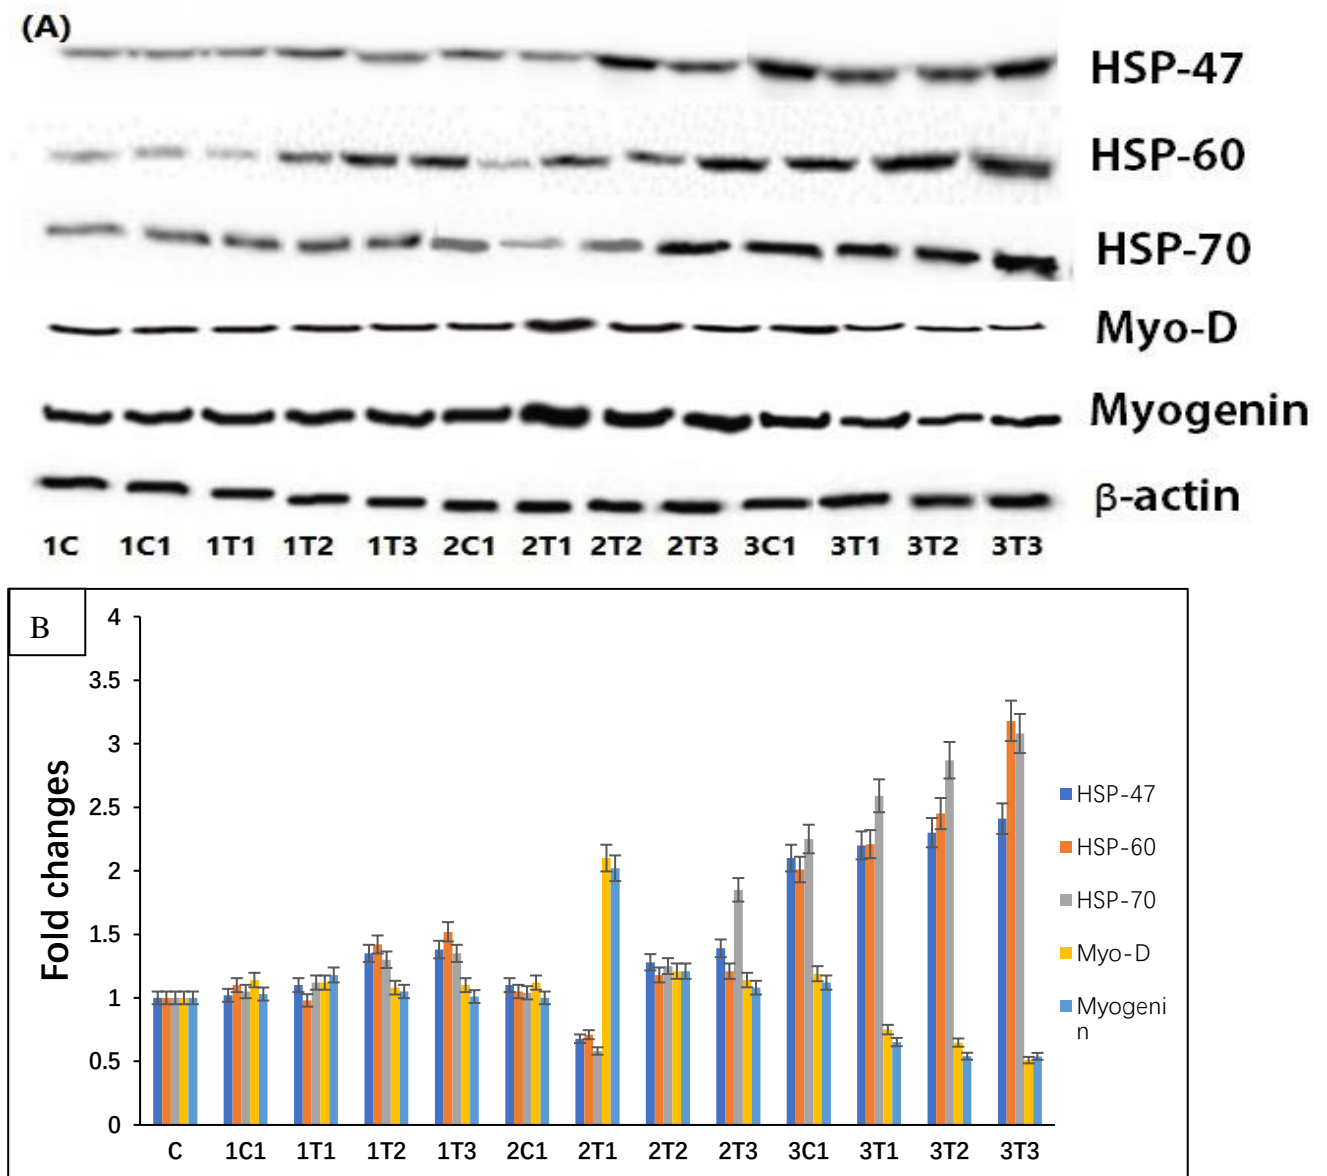 (A)
HSP-47
HSP-60
HSP-70
Myo-D
Myogenin
β-actin
1C 1C1 1T1 1T2 1T3 2C1 2T1 2T2 2T3 3C1 3T1 3T2 3T3
B
4
3.5
3
2.5
2
1.5
1
0.5
0
Fold changes
C 1C1 1T1 1T2 1T3 2C1 2T1 2T2 2T3 3C1 3T1 3T2 3T3
HSP-47
HSP-60
HSP-70
Myo-D
Myogeni
n